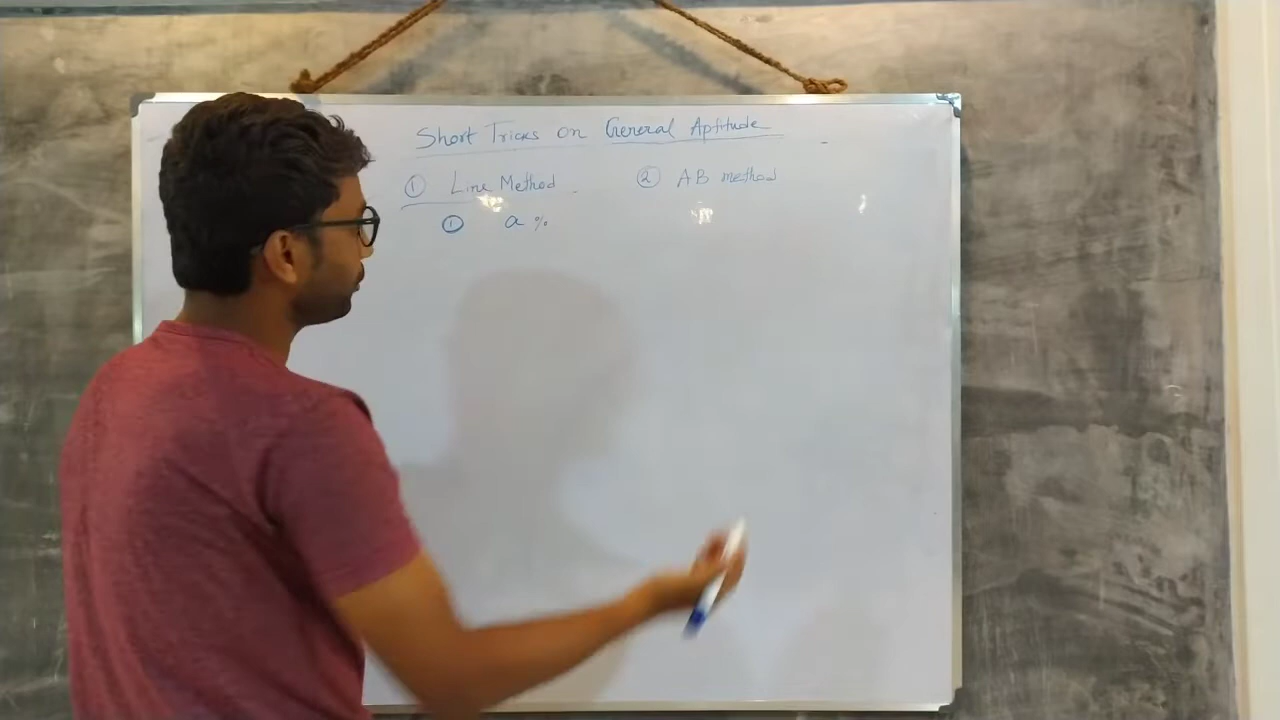 Short Tricks on General Aptitude
① Line Method ② AB method
① a %